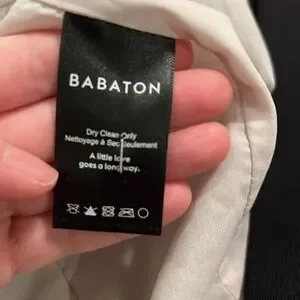 BABATON
Dry Clean Only
Nettoyage à Sec Seulement
A little love
goes a long way.